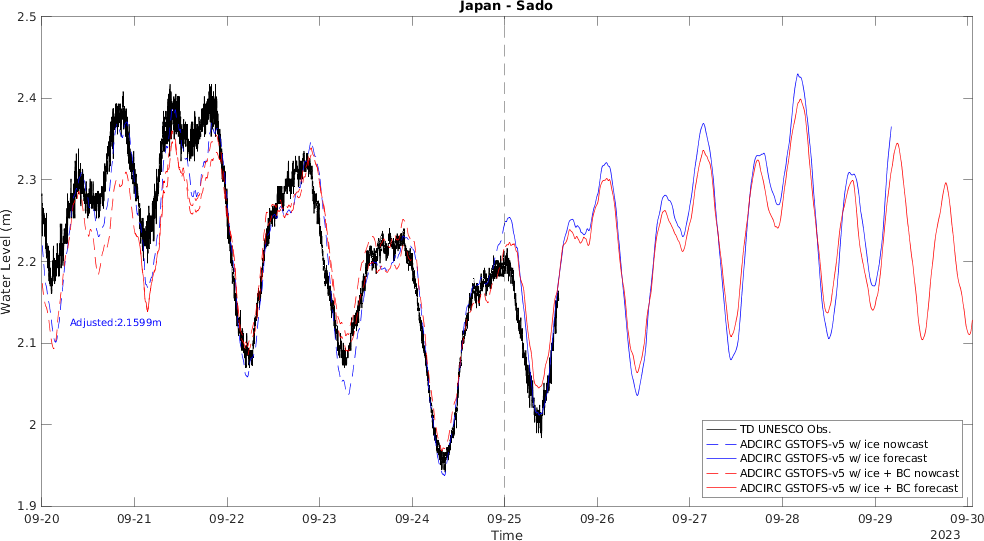 Japan - Sado
2.5
2.4
2.3
2.2
2.1
2
1.9
Water Level (m)
Adjusted:2.1599m
TD UNESCO Obs.
ADCIRC GSTOFS-v5 w/ ice nowcast
ADCIRC GSTOFS-v5 w/ ice forecast
ADCIRC GSTOFS-v5 w/ ice + BC nowcast
ADCIRC GSTOFS-v5 w/ ice + BC forecast
09-20 09-21 09-22 09-23 09-24 09-25 09-26 09-27 09-28 09-29 09-30
Time
2023